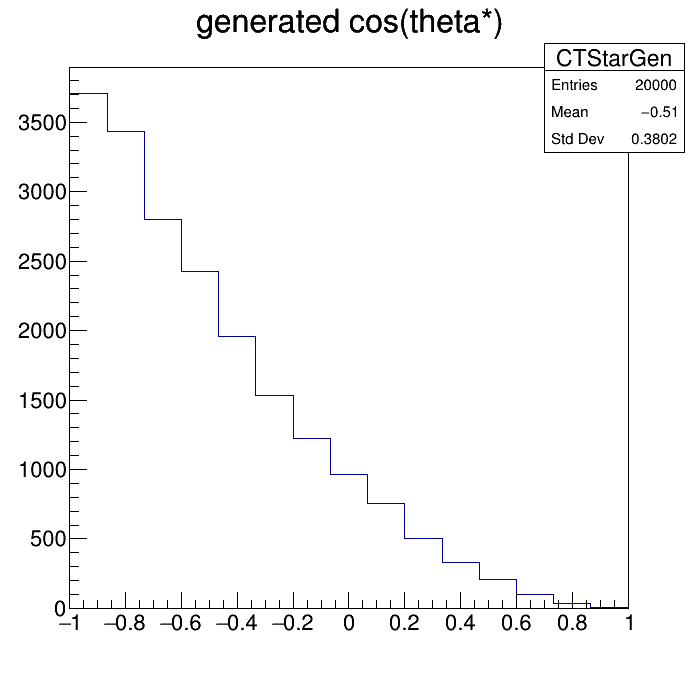 generated cos(theta*)
CTStarGen
Entries 20000
Mean −0.51
Std Dev 0.3802
3500
3000
2500
2000
1500
1000
500
0
−1 −0.8 −0.6 −0.4 −0.2 0 0.2 0.4 0.6 0.8 1